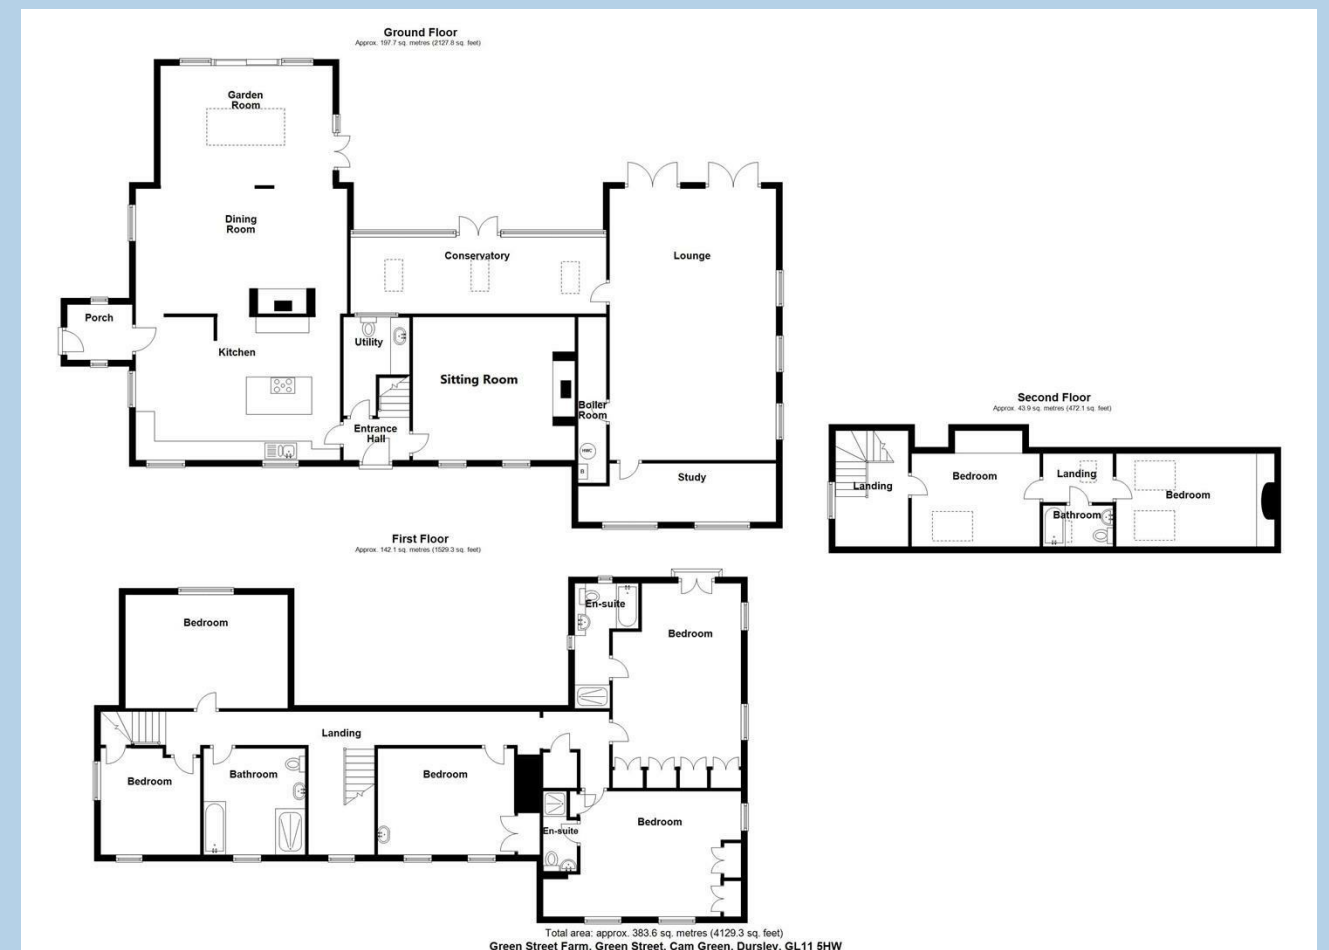 Ground Floor
Approx. 197.7 sq. metres (2127.8 sq. feet)
Garden
Room
Dining
Room
Conservatory
Lounge
Porch
Kitchen
Utility
Sitting Room
Boiler
Room
Entrance
Hall
HWC
B
Study
Second Floor
Approx. 43.9 sq. metres (472.1 sq. feet)
Landing
Bedroom
Landing
Bedroom
Bathroom
First Floor
Approx. 142.1 sq. metres (1529.3 sq. feet)
En-suite
Bedroom
Bedroom
Landing
Bedroom
Bathroom
Bedroom
Bedroom
En-suite
Total area: approx. 383.6 sq. metres (4129.3 sq. feet)
Green Street Farm, Green Street, Cam Green, Dursley, GL11 5HW